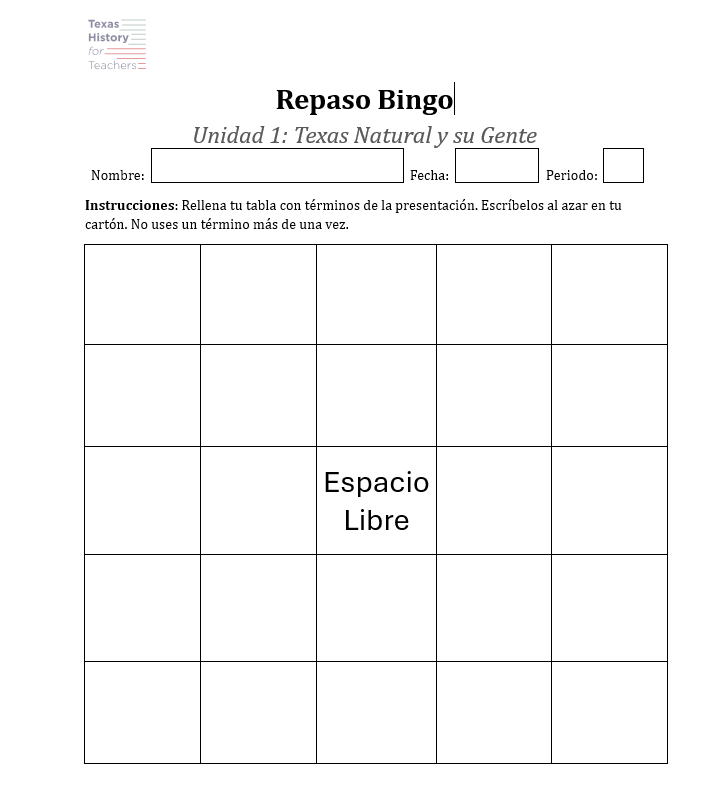 Texas
History
for
Teachers
Repaso Bingo
Unidad 1: Texas Natural y su Gente
Nombre: Fecha: Periodo:
Instrucciones: Rellena tu tabla con términos de la presentación. Escríbelos al azar en tu
cartón. No uses un término más de una vez.
Espacio
Libre